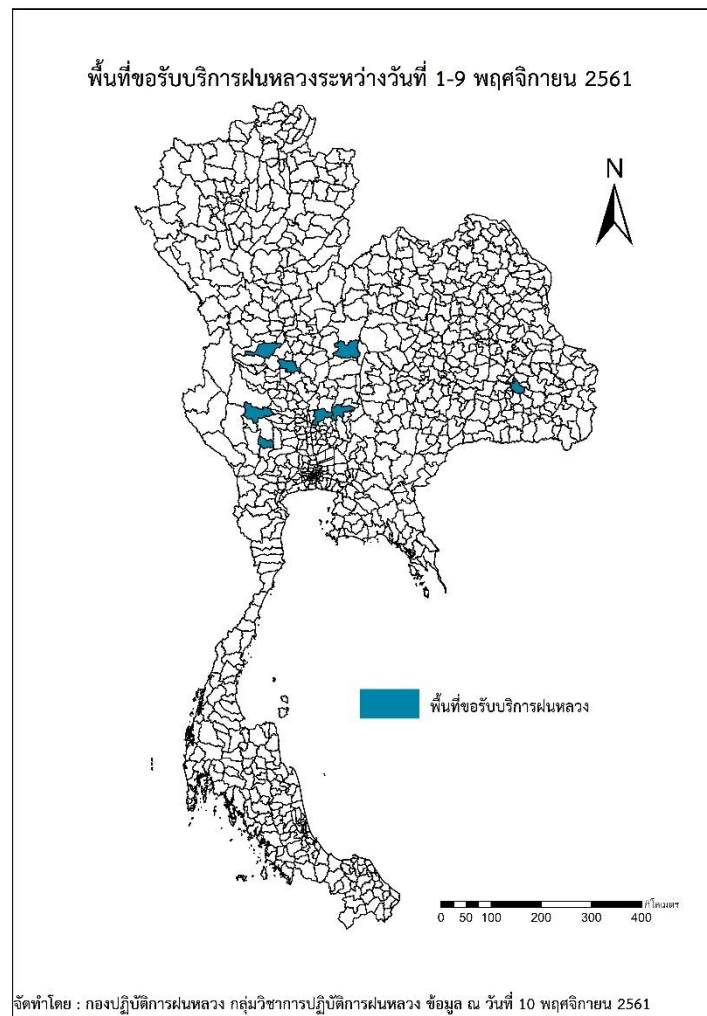 พื้นที่ขอรับบริการฝนหลวงระหว่างวันที่ 1-9 พฤศจิกายน 2561
N
พื้นที่ขอรับบริการฝนหลวง
กิโลเมตร
0 50 100 200 300 400
จัดทำโดย : กองปฏิบัติการฝนหลวง กลุ่มวิชาการปฏิบัติการฝนหลวง ข้อมูล ณ วันที่ 10 พฤศจิกายน 2561